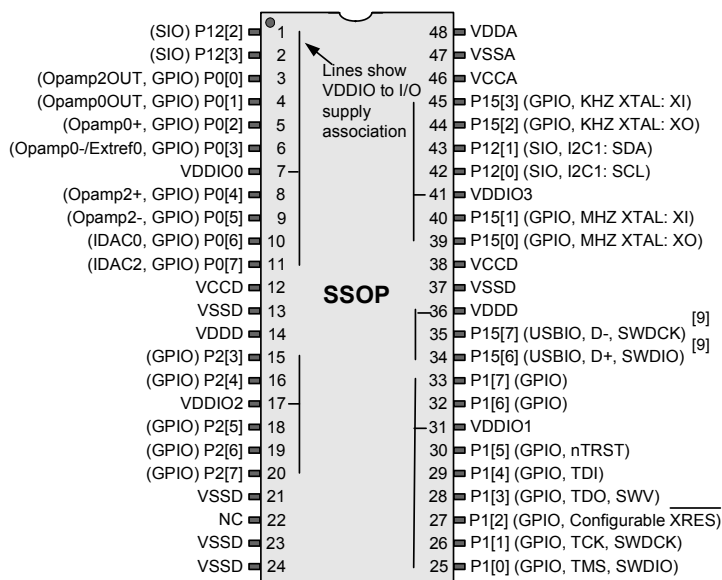 (SIO) P12[2] 1 48 VDDA
(SIO) P12[3] 2 47 VSSA
(Opamp2OUT, GPIO) P0[0] 3 46 VCCA
(Opamp0OUT, GPIO) P0[1] 4 45 P15[3] (GPIO, KHZ XTAL: XI)
(Opamp0+, GPIO) P0[2] 5 44 P15[2] (GPIO, KHZ XTAL: XO)
(Opamp0-/Extref0, GPIO) P0[3] 6 43 P12[1] (SIO, I2C1: SDA)
VDDIO0 7 42 P12[0] (SIO, I2C1: SCL)
(Opamp2+, GPIO) P0[4] 8 41 VDDIO3
(Opamp2-, GPIO) P0[5] 9 40 P15[1] (GPIO, MHZ XTAL: XI)
(IDAC0, GPIO) P0[6] 10 39 P15[0] (GPIO, MHZ XTAL: XO)
(IDAC2, GPIO) P0[7] 11 38 VCCD
VCCD 12 37 VSSD
VSSD 13 36 VDDD
VDDD 14 35 P15[7] (USBIO, D-, SWDCK) [9]
(GPIO) P2[3] 15 34 P15[6] (USBIO, D+, SWDIO) [9]
(GPIO) P2[4] 16 33 P1[7] (GPIO)
VDDIO2 17 32 P1[6] (GPIO)
(GPIO) P2[5] 18 31 VDDIO1
(GPIO) P2[6] 19 30 P1[5] (GPIO, nTRST)
(GPIO) P2[7] 20 29 P1[4] (GPIO, TDI)
VSSD 21 28 P1[3] (GPIO, TDO, SWV)
NC 22 27 P1[2] (GPIO, Configurable XRES)
VSSD 23 26 P1[1] (GPIO, TCK, SWDCK)
VSSD 24 25 P1[0] (GPIO, TMS, SWDIO)
Lines show
VDDIO to I/O
supply
association
SSOP